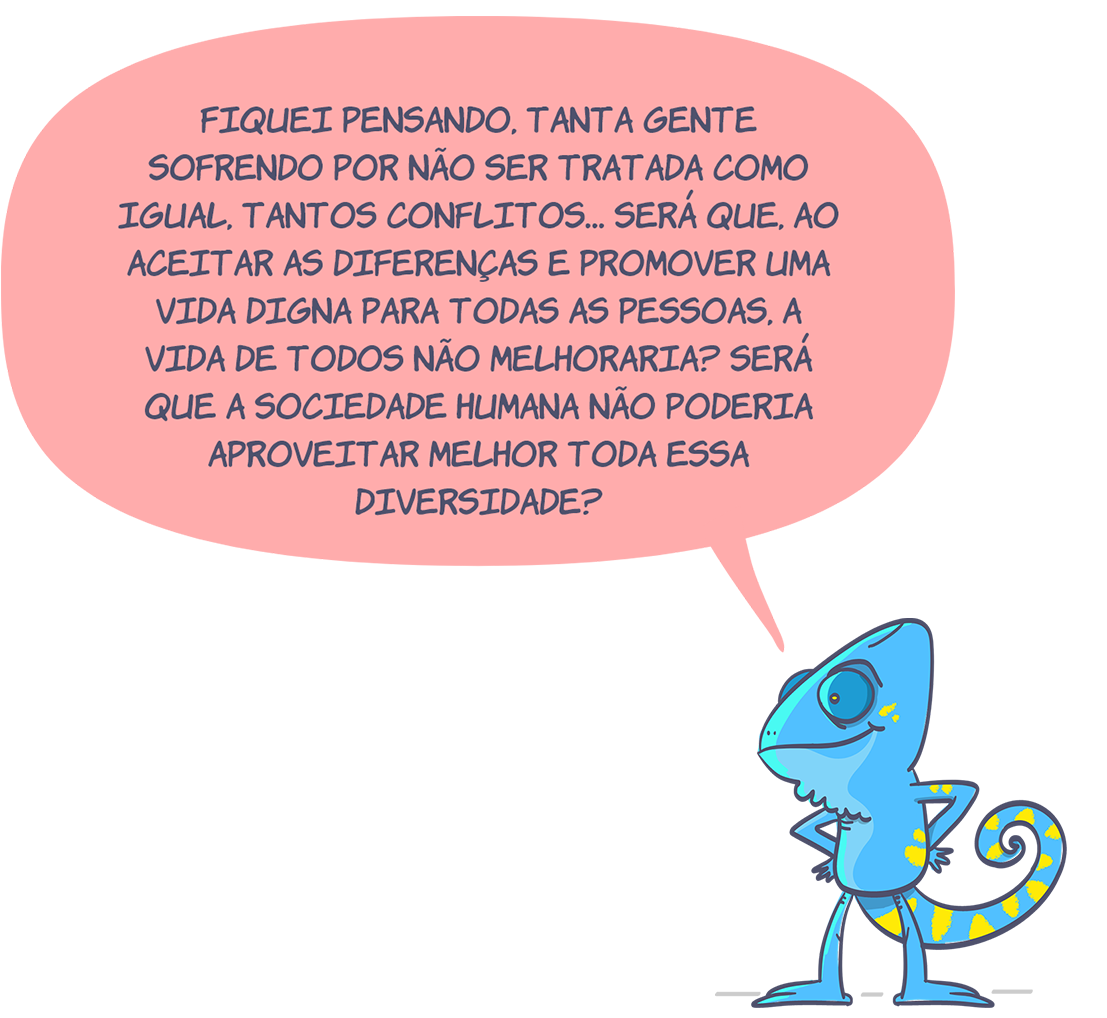 FIQUEI PENSANDO, TANTA GENTE
SOFRENDO POR NÃO SER TRATADA COMO
IGUAL, TANTOS CONFLITOS... SERÁ QUE, AO
ACEITAR AS DIFERENÇAS E PROMOVER UMA
VIDA DIGNA PARA TODAS AS PESSOAS, A
VIDA DE TODOS NÃO MELHORARIA? SERÁ
QUE A SOCIEDADE HUMANA NÃO PODERIA
APROVEITAR MELHOR TODA ESSA
DIVERSIDADE?